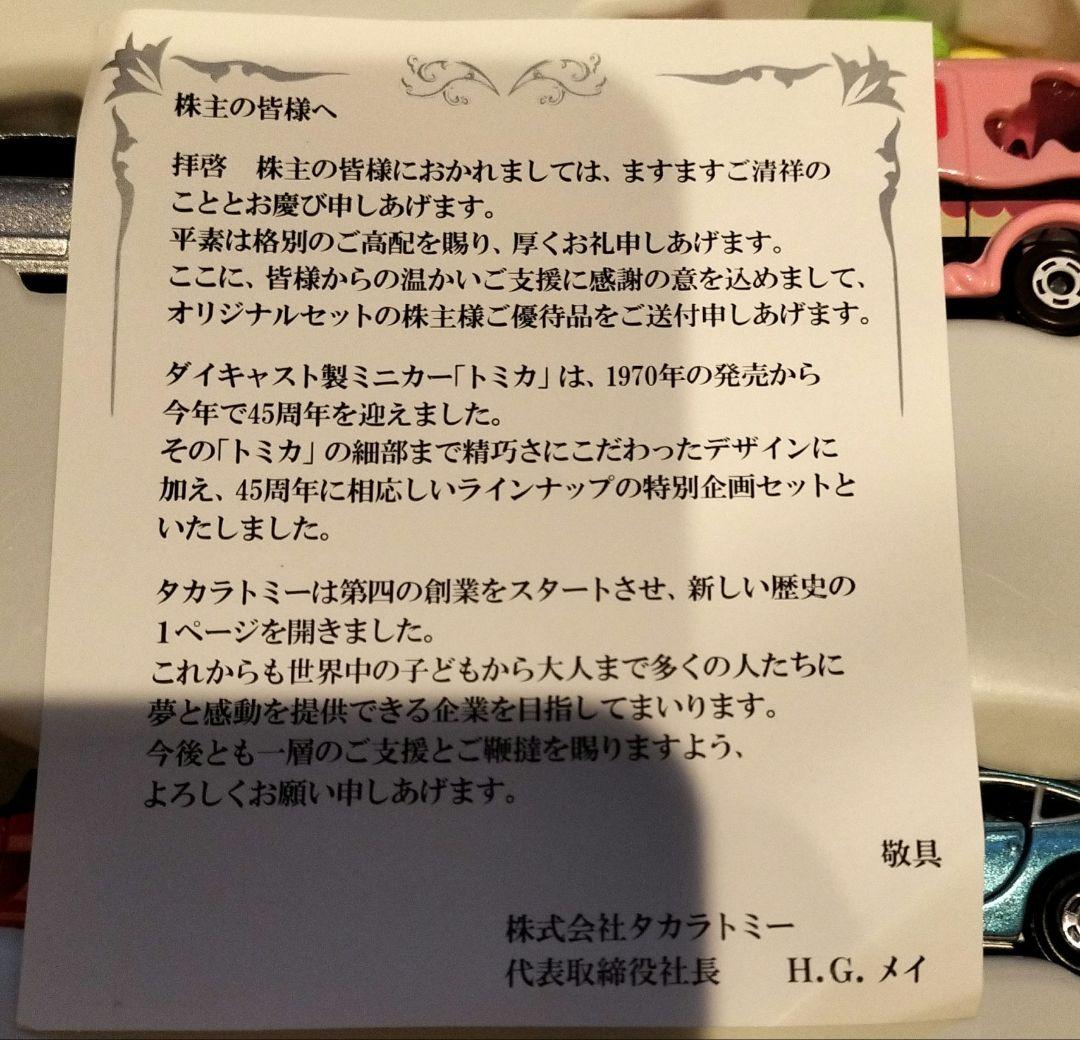 株主の皆様へ
拝啓　株主の皆様におかれましては、ますますご清祥の
こととお慶び申しあげます。
平素は格別のご高配を賜り、厚くお礼申しあげます。
ここに、皆様からの温かいご支援に感謝の意を込めまして、
オリジナルセットの株主様ご優待品をご送付申しあげます。
ダイキャスト製ミニカー「トミカ」は、1970年の発売から
今年で45周年を迎えました。
その「トミカ」の細部まで精巧さにこだわったデザインに
加え、45周年に相応しいラインナップの特別企画セットと
いたしました。
タカラトミーは第四の創業をスタートさせ、新しい歴史の
1ページを開きました。
これからも世界中の子どもから大人まで多くの人たちに
夢と感動を提供できる企業を目指してまいります。
今後とも一層のご支援とご鞭撻を賜りますよう、
よろしくお願い申しあげます。
敬具
株式会社タカラトミー
代表取締役社長　　H.G. メイ